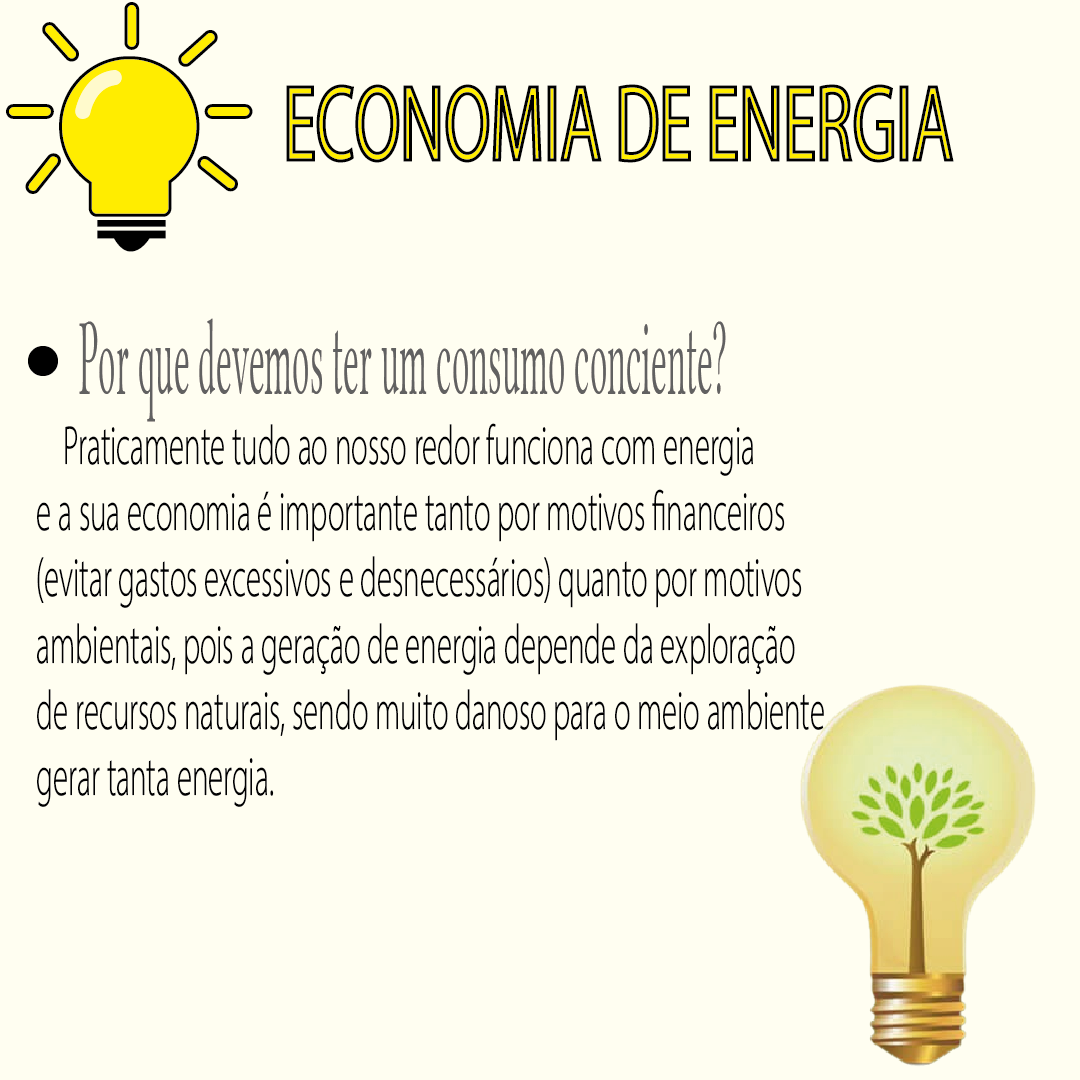 ECONOMIA DE ENERGIA
● Por que devemos ter um consumo conciente?
Praticamente tudo ao nosso redor funciona com energia
e a sua economia é importante tanto por motivos financeiros
(evitar gastos excessivos e desnecessários) quanto por motivos
ambientais, pois a geração de energia depende da exploração
de recursos naturais, sendo muito danoso para o meio ambiente
gerar tanta energia.